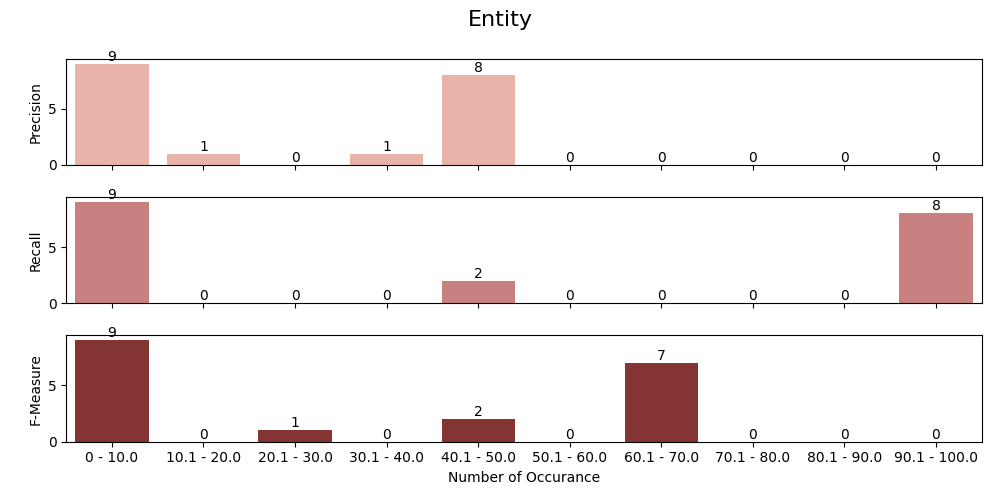 Entity
9 1 0 1 8 0 0 0 0 0
Precision
5
0
9 0 0 0 2 0 0 0 0 8
Recall
5
0
9 0 1 0 2 0 7 0 0 0
F-Measure
5
0
0 - 10.0 10.1 - 20.0 20.1 - 30.0 30.1 - 40.0 40.1 - 50.0 50.1 - 60.0 60.1 - 70.0 70.1 - 80.0 80.1 - 90.0 90.1 - 100.0
Number of Occurance